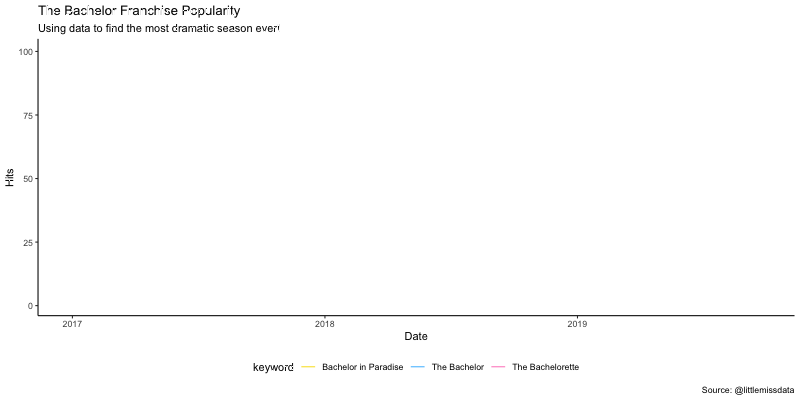 The Bachelor Franchise Popularity
Using data to find the most dramatic season ever!
100
75
50
25
0
Hits
2017 2018 2019
Date
keyword Bachelor in Paradise The Bachelor The Bachelorette
Source: @littlemissdata